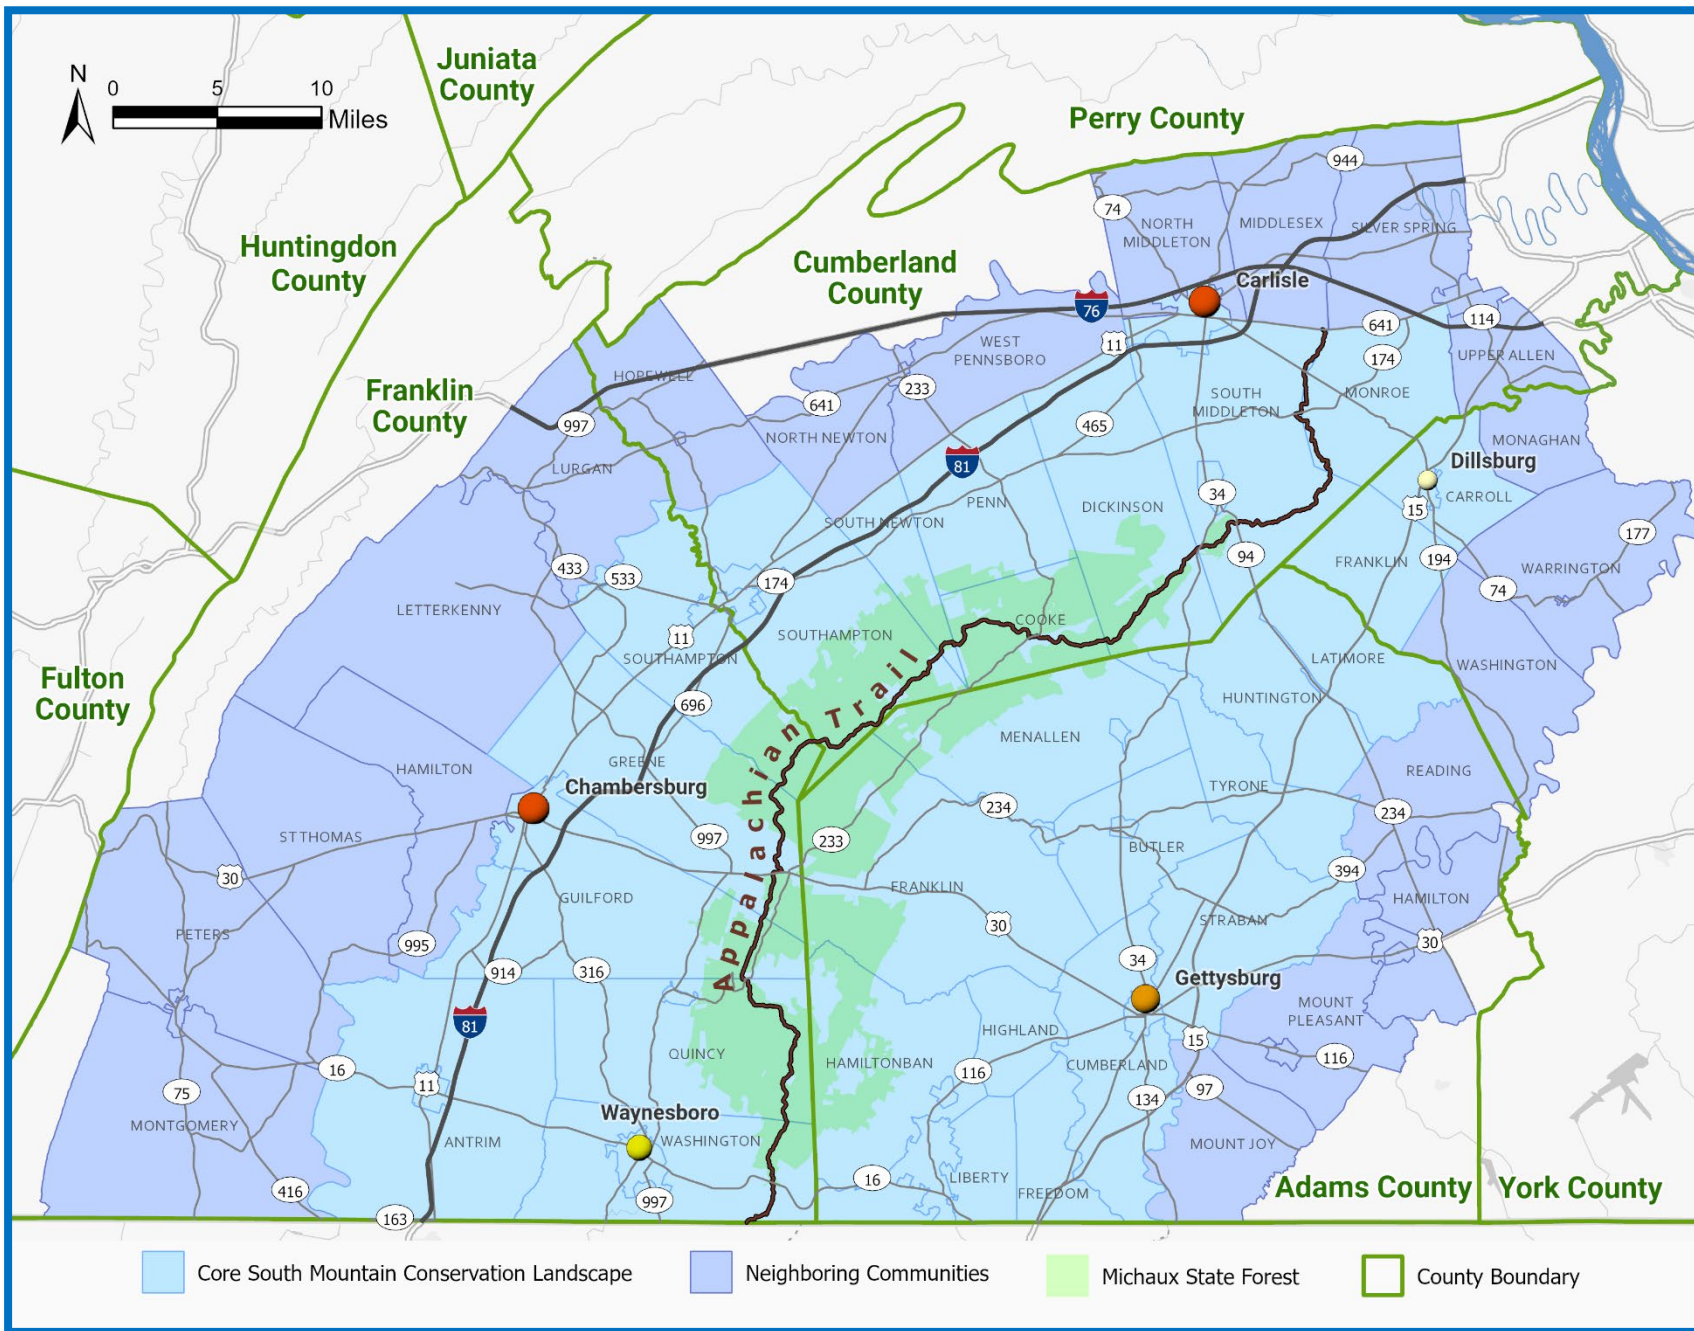 Juniata
County
N
0 5 10
Miles
Perry County
944
74
NORTH
MIDDLETON
MIDDLESEX
SILVER SPRING
Huntingdon
County
Cumberland
County
Carlisle
76
11
641
114
WEST
PENNSBORO
174
UPPER ALLEN
HOPEWELL
Franklin
County
233
641
SOUTH
MIDDLETON
MONROE
997
465
NORTH NEWTON
MONAGHAN
LURGAN
81
Dillsburg
34
CARROLL
PENN
DICKINSON
15
SOUTH NEWTON
177
94
194
FRANKLIN
WARRINGTON
433
533
174
74
LETTERKENNY
COOKE
11
SOUTHAMPTON
SOUTHAMPTON
LATIMORE
WASHINGTON
Fulton
County
696
HUNTINGTON
Appalachian Trail
MENALLEN
GREENE
HAMILTON
READING
Chambersburg
TYRONE
234
234
ST THOMAS
997
233
BUTLER
30
394
FRANKLIN
GUILFORD
HAMILTON
STRABAN
30
PETERS
995
30
34
914
316
Gettysburg
MOUNT
PLEASANT
81
HIGHLAND
15
QUINCY
HAMILTONBAN
CUMBERLAND
116
16
116
11
75
97
134
Waynesboro
MONTGOMERY
ANTRIM
WASHINGTON
MOUNT JOY
16
LIBERTY
416
997
FREEDOM
Adams County
York County
163
Core South Mountain Conservation Landscape
Neighboring Communities
Michaux State Forest
County Boundary